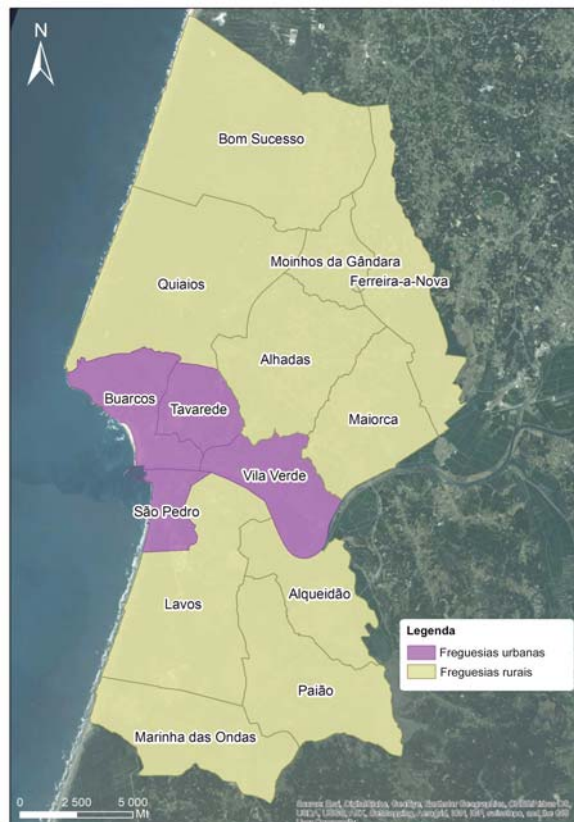 N
Bom Sucesso
Moinhos da Gândara
Quiaios
Ferreira-a-Nova
Alhadas
Buarcos
Tavarede
Maiorca
Vila Verde
São Pedro
Alqueidão
Lavos
Legenda
Freguesias urbanas
Freguesias rurais
Paião
Marinha das Ondas
0 2 500 5 000
Mt